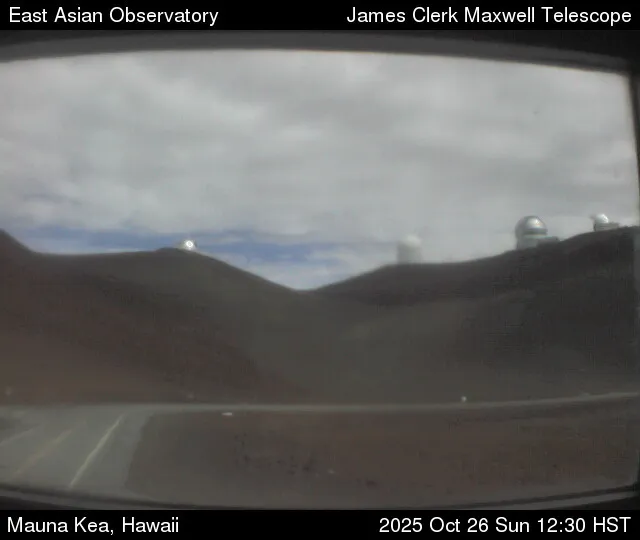 East Asian Observatory
James Clerk Maxwell Telescope
Mauna Kea, Hawaii
2025 Oct 26 Sun 12:30 HST